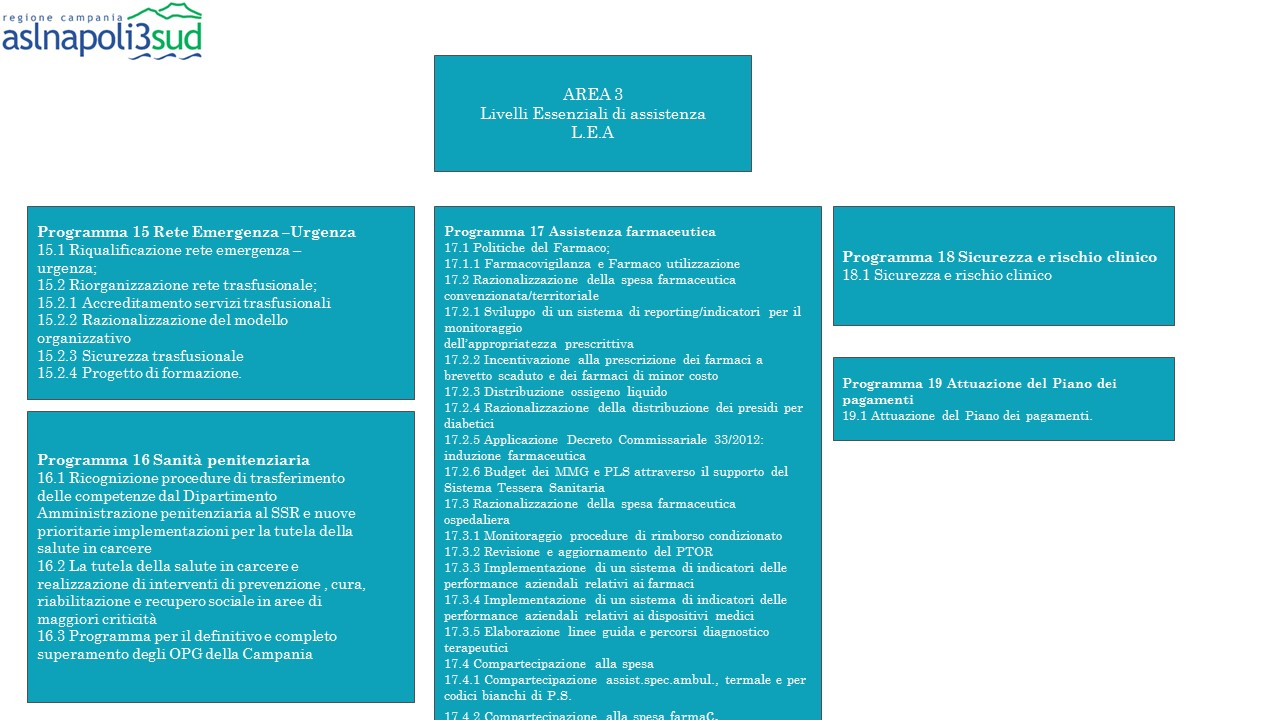 regione campania
aslnapoli3sud
AREA 3
Livelli Essenziali di assistenza
L.E.A
Programma 15 Rete Emergenza –Urgenza
15.1 Riqualificazione rete emergenza –
urgenza;
15.2 Riorganizzazione rete trasfusionale;
15.2.1 Accreditamento servizi trasfusionali
15.2.2 Razionalizzazione del modello
organizzativo
15.2.3 Sicurezza trasfusionale
15.2.4 Progetto di formazione.
Programma 16 Sanità penitenziaria
16.1 Ricognizione procedure di trasferimento
delle competenze dal Dipartimento
Amministrazione penitenziaria al SSR e nuove
prioritarie implementazioni per la tutela della
salute in carcere
16.2 La tutela della salute in carcere e
realizzazione di interventi di prevenzione , cura,
riabilitazione e recupero sociale in aree di
maggiori criticità
16.3 Programma per il definitivo e completo
superamento degli OPG della Campania
Programma 17 Assistenza farmaceutica
17.1 Politiche del Farmaco;
17.1.1 Farmacovigilanza e Farmaco utilizzazione
17.2 Razionalizzazione della spesa farmaceutica
convenzionata/territoriale
17.2.1 Sviluppo di un sistema di reporting/indicatori per il
monitoraggio
dell'appropriatezza prescrittiva
17.2.2 Incentivazione alla prescrizione dei farmaci a
brevetto scaduto e dei farmaci di minor costo
17.2.3 Distribuzione ossigeno liquido
17.2.4 Razionalizzazione della distribuzione dei presidi per
diabetici
17.2.5 Applicazione Decreto Commissariale 33/2012:
induzione farmaceutica
17.2.6 Budget dei MMG e PLS attraverso il supporto del
Sistema Tessera Sanitaria
17.3 Razionalizzazione della spesa farmaceutica
ospedaliera
17.3.1 Monitoraggio procedure di rimborso condizionato
17.3.2 Revisione e aggiornamento del PTOR
17.3.3 Implementazione di un sistema di indicatori delle
performance aziendali relativi ai farmaci
17.3.4 Implementazione di un sistema di indicatori delle
performance aziendali relativi ai dispositivi medici
17.3.5 Elaborazione linee guida e percorsi diagnostico
terapeutici
17.4 Compartecipazione alla spesa
17.4.1 Compartecipazione assist.spec.ambul., termale e per
codici bianchi di P.S.
17.4.2 Compartecipazione alla spesa farmaC.
Programma 18 Sicurezza e rischio clinico
18.1 Sicurezza e rischio clinico
Programma 19 Attuazione del Piano dei
pagamenti
19.1 Attuazione del Piano dei pagamenti.